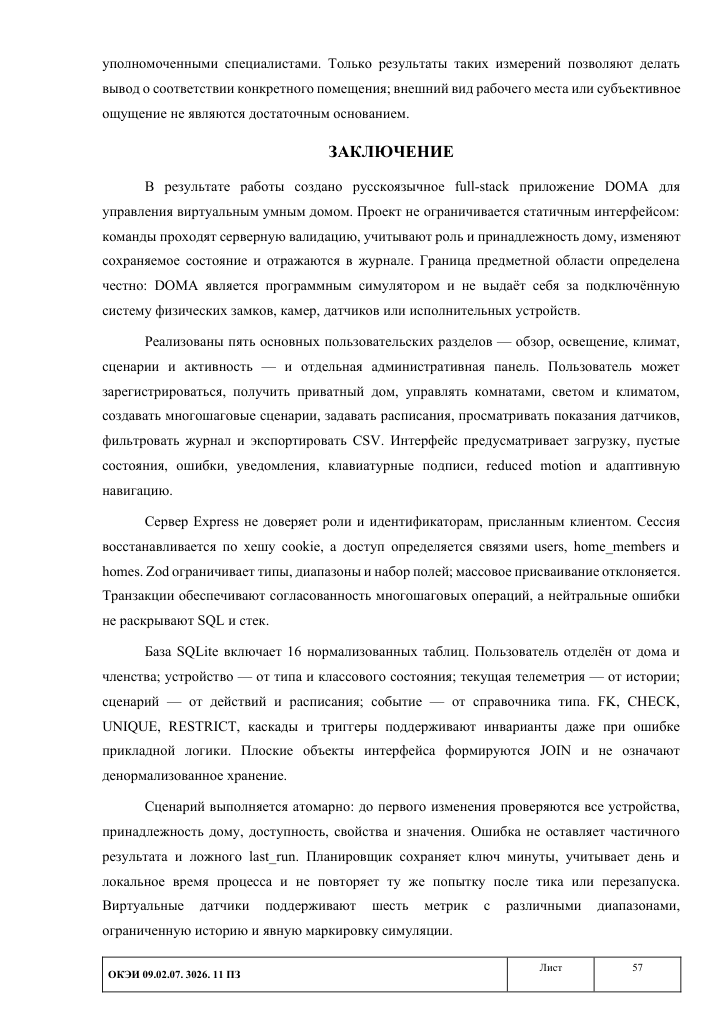 уполномоченными специалистами. Только результаты таких измерений позволяют делать
вывод о соответствии конкретного помещения; внешний вид рабочего места или субъективное
ощущение не являются достаточным основанием.
ЗАКЛЮЧЕНИЕ
В результате работы создано русскоязычное full-stack приложение DOMA для
управления виртуальным умным домом. Проект не ограничивается статичным интерфейсом:
команды проходят серверную валидацию, учитывают роль и принадлежность дому, изменяют
сохраняемое состояние и отражаются в журнале. Граница предметной области определена
честно: DOMA является программным симулятором и не выдаёт себя за подключённую
систему физических замков, камер, датчиков или исполнительных устройств.
Реализованы пять основных пользовательских разделов — обзор, освещение, климат,
сценарии и активность — и отдельная административная панель. Пользователь может
зарегистрироваться, получить приватный дом, управлять комнатами, светом и климатом,
создавать многошаговые сценарии, задавать расписания, просматривать показания датчиков,
фильтровать журнал и экспортировать CSV. Интерфейс предусматривает загрузку, пустые
состояния, ошибки, уведомления, клавиатурные подписи, reduced motion и адаптивную
навигацию.
Сервер Express не доверяет роли и идентификаторам, присланным клиентом. Сессия
восстанавливается по хешу cookie, а доступ определяется связями users, home_members и
homes. Zod ограничивает типы, диапазоны и набор полей; массовое присваивание отклоняется.
Транзакции обеспечивают согласованность многошаговых операций, а нейтральные ошибки
не раскрывают SQL и стек.
База SQLite включает 16 нормализованных таблиц. Пользователь отделён от дома и
членства; устройство — от типа и классового состояния; текущая телеметрия — от истории;
сценарий — от действий и расписания; событие — от справочника типа. FK, CHECK,
UNIQUE, RESTRICT, каскады и триггеры поддерживают инварианты даже при ошибке
прикладной логики. Плоские объекты интерфейса формируются JOIN и не означают
денормализованное хранение.
Сценарий выполняется атомарно: до первого изменения проверяются все устройства,
принадлежность дому, доступность, свойства и значения. Ошибка не оставляет частичного
результата и ложного last_run. Планировщик сохраняет ключ минуты, учитывает день и
локальное время процесса и не повторяет ту же попытку после тика или перезапуска.
Виртуальные датчики поддерживают шесть метрик с различными диапазонами,
ограниченную историю и явную маркировку симуляции.
ОКЭИ 09.02.07. 3026. 11 ПЗ
Лист
57